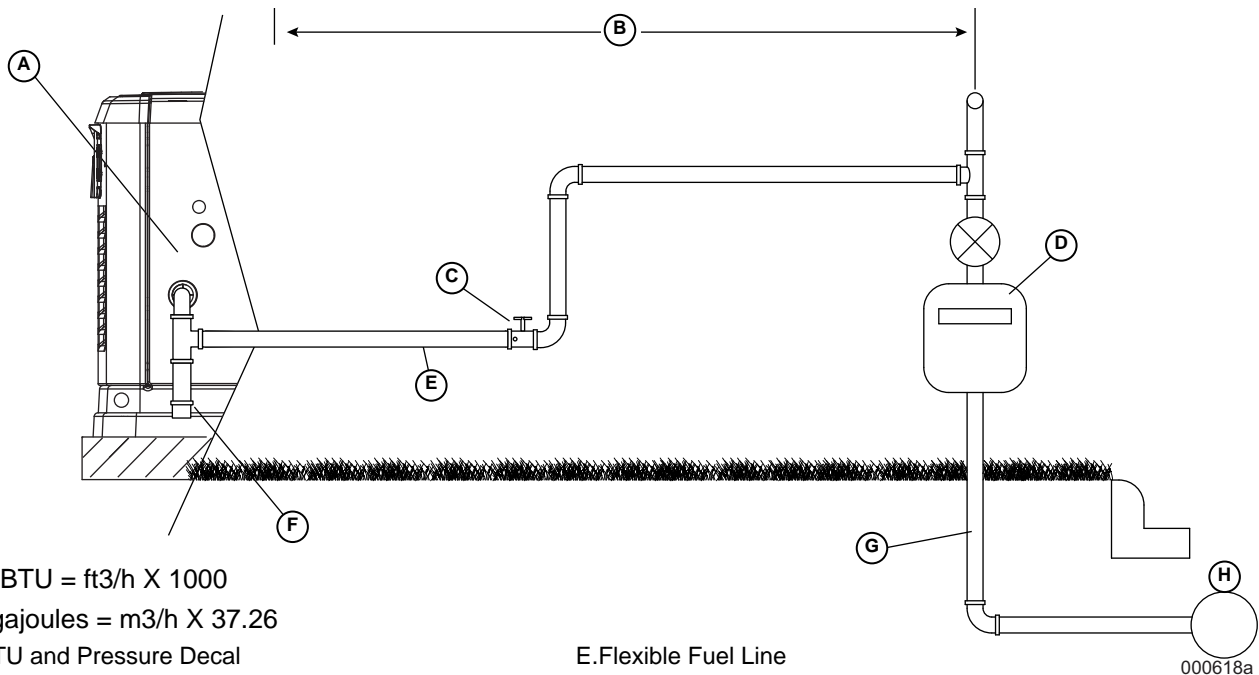 B
A
D
C
E
F
G
H
BTU = ft3/h X 1000
gajoules = m3/h X 37.26
TU and Pressure Decal
E.Flexible Fuel Line
000618a